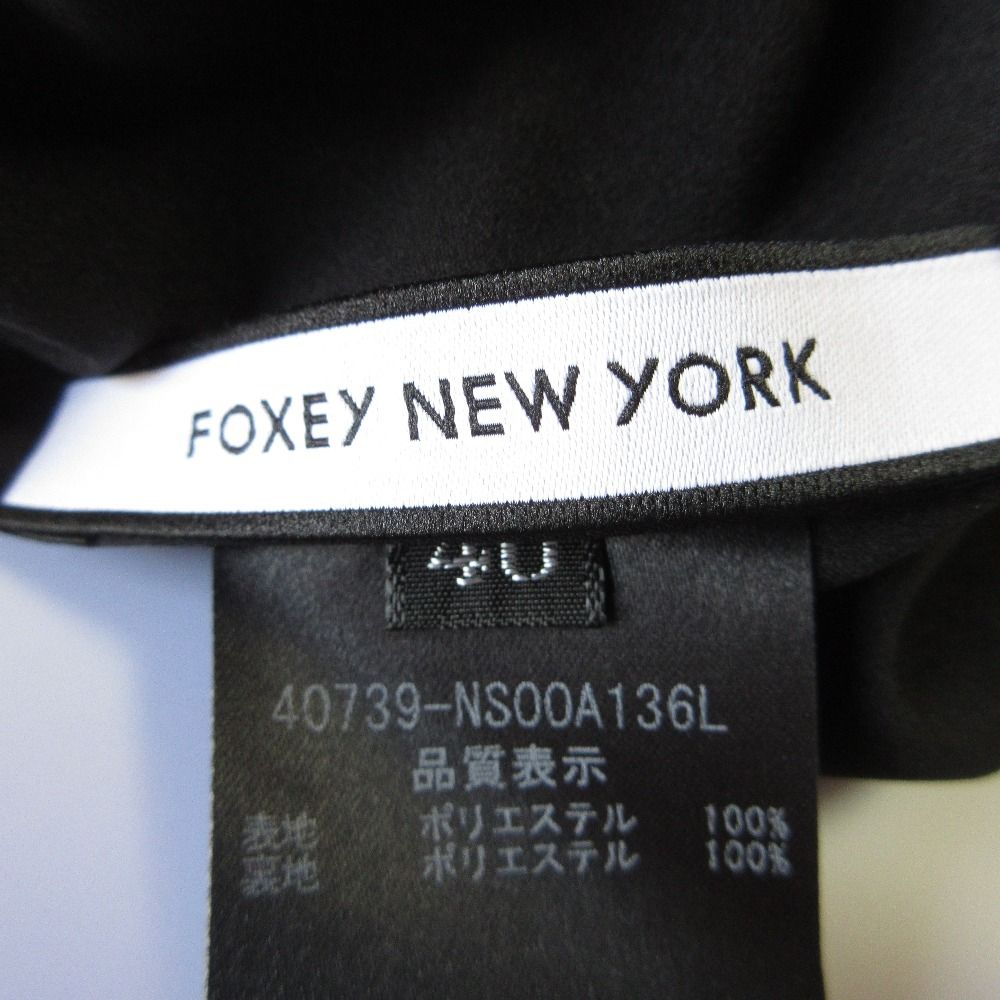 FOXEY NEW YORK
40
40739-NS00A136L
品質表示
表地 ポリエステル 100%
裏地 ポリエステル 100%